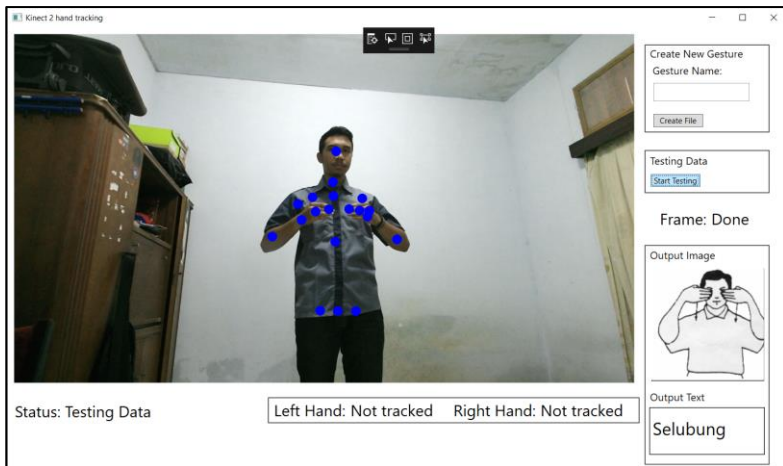 Kinect 2 hand tracking
Create New Gesture
Gesture Name:
Create File
Testing Data
Start Testing
Frame: Done
Output Image
Output Text
Selubung
Status: Testing Data
Left Hand: Not tracked Right Hand: Not tracked